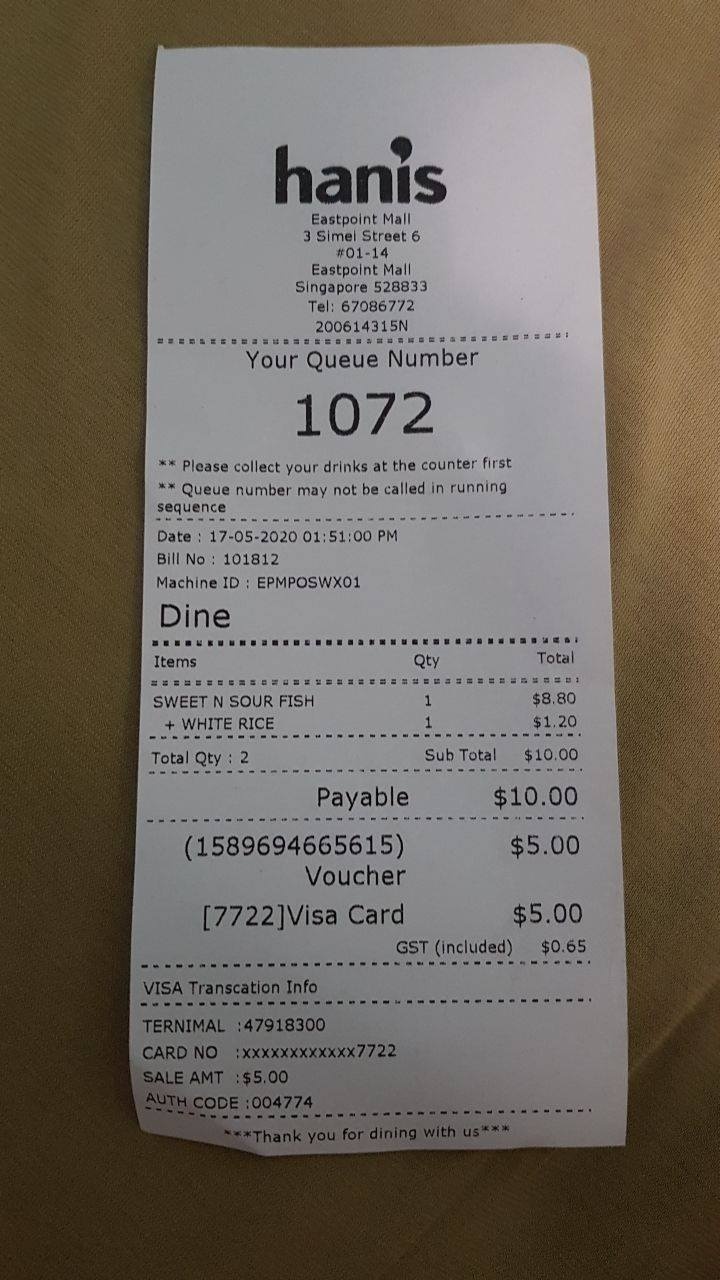 hanis
Eastpoint Mall
3 Simei Street 6
#01-14
Eastpoint Mall
Singapore 528833
Tel: 67086772
200614315N
Your Queue Number
1072
** Please collect your drinks at the counter first
** Queue number may not be called in running
sequence
Date : 17-05-2020 01:51:00 PM
Bill No : 101812
Machine ID : EPMPOSWX01
Dine
Items Qty Total
SWEET N SOUR FISH 1 $8.80
+ WHITE RICE 1 $1.20
Total Qty : 2 Sub Total $10.00
Payable $10.00
(1589694665615) $5.00
Voucher
[7722]Visa Card $5.00
GST (included) $0.65
VISA Transcation Info
TERNIMAL :47918300
CARD NO :xxxxxxxxxxxx7722
SALE AMT :$5.00
AUTH CODE :004774
***Thank you for dining with us***